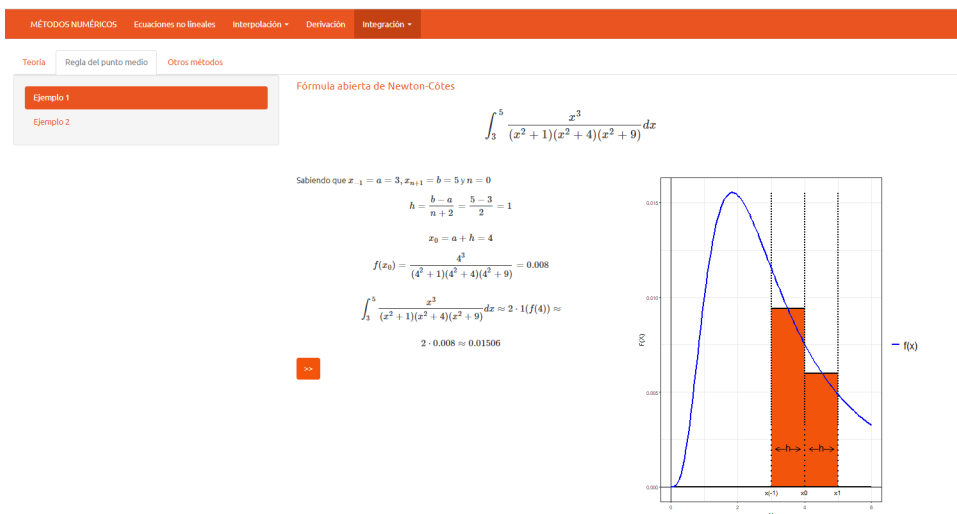 MÉTODOS NUMÉRICOS Ecuaciones no lineales Interpolación Derivación Integración
Teoría Regla del punto medio Otros métodos
Ejemplo 1
Ejemplo 2
Fórmula abierta de Newton-Côtes
∫_3^5 x^3/((x^2 + 1)(x^2 + 4)(x^2 + 9)) dx
Sabiendo que x_{-1} = a = 3, x_{n+1} = b = 5 y n = 0
h = (b − a)/(n + 2) = (5 − 3)/2 = 1
x_0 = a + h = 4
f(x_0) = 4^3/((4^2 + 1)(4^2 + 4)(4^2 + 9)) = 0.008
∫_3^5 x^3/((x^2 + 1)(x^2 + 4)(x^2 + 9)) dx ≈ 2 · 1(f(4)) ≈
2 · 0.008 ≈ 0.01506
>>
0.015
0.010
0.005
0.000
F(X)
h h
x(-1) x0 x1
0 2 4 6
f(x)